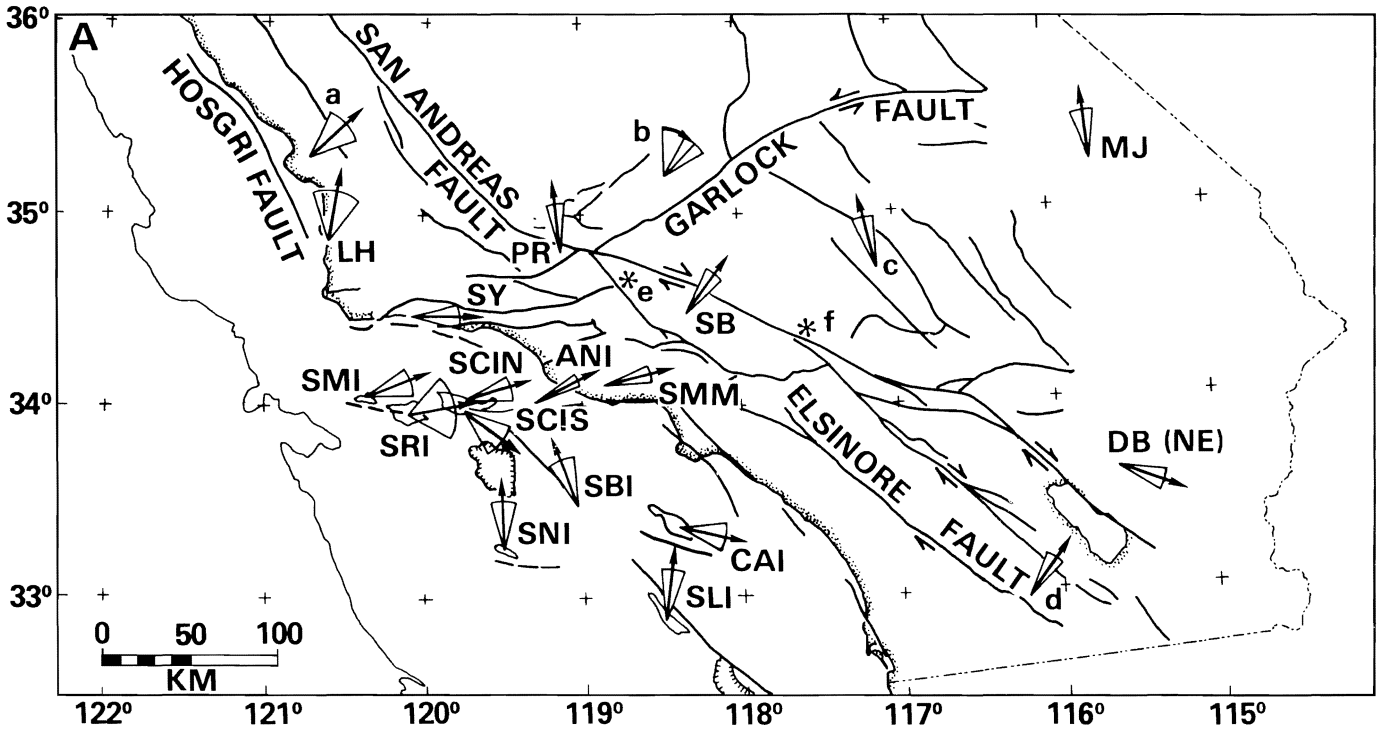 A
36°
35°
34°
33°
SAN ANDREAS
FAULT
HOSGRI FAULT
GARLOCK
FAULT
a
b
MJ
LH
PR
c
SY
*e
SB
*f
SCIN
ANI
SMI
SMM
SCIS
SRI
ELSINORE
FAULT
DB (NE)
SBI
SNI
CAI
SLI
d
0 50 100
KM
122° 121° 120° 119° 118° 117° 116° 115°